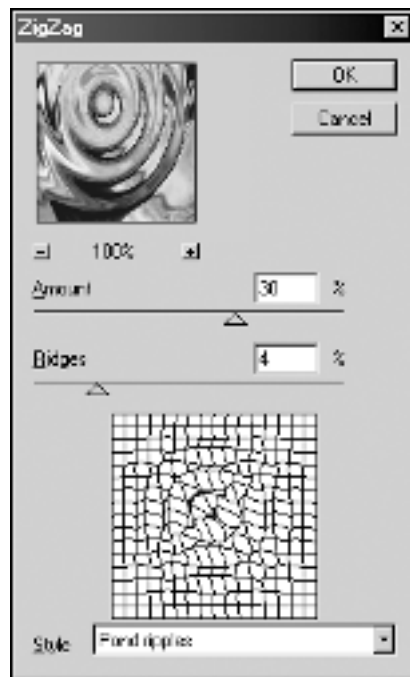 ZigZag
OK
Cancel
100%
Amount 30 %
Ridges 4 %
Style Pond ripples